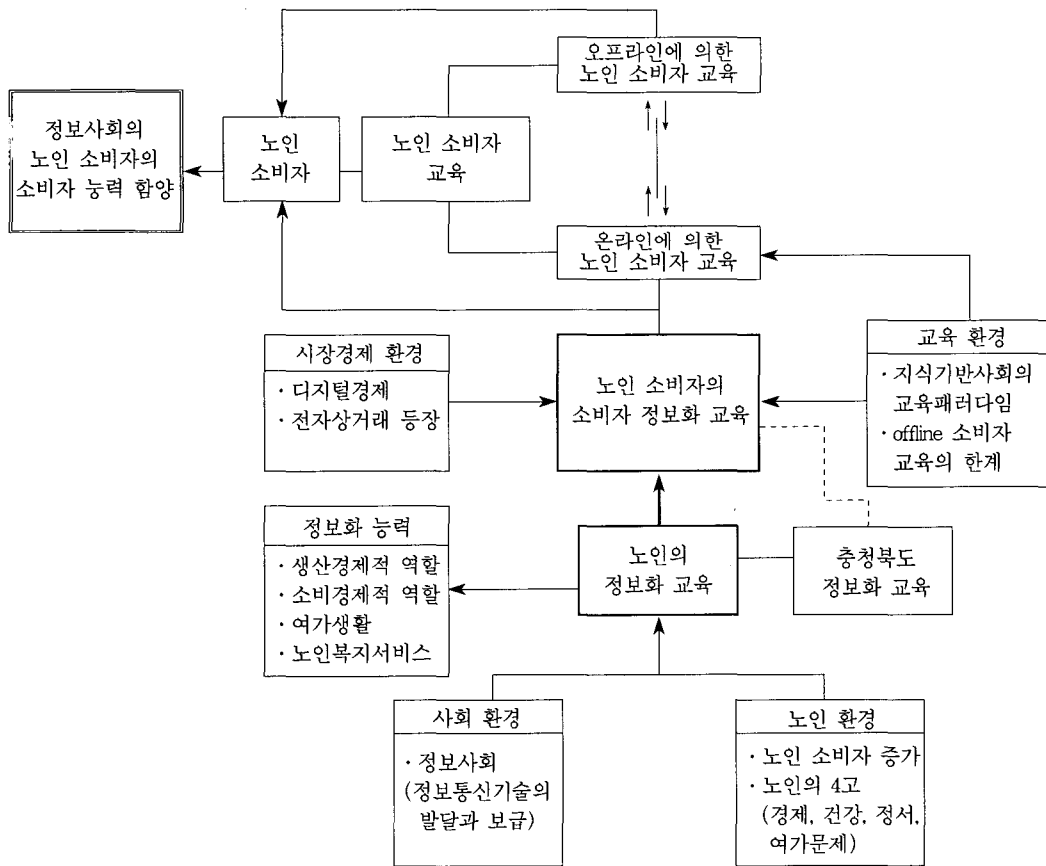 오프라인에 의한
노인 소비자 교육
정보사회의
노인 소비자의
소비자 능력 함양
노인
소비자
노인 소비자
교육
온라인에 의한
노인 소비자 교육
시장경제 환경
· 디지털경제
· 전자상거래 등장
노인 소비자의
소비자 정보화 교육
교육 환경
· 지식기반사회의
교육패러다임
· offline 소비자
교육의 한계
정보화 능력
· 생산경제적 역할
· 소비경제적 역할
· 여가생활
· 노인복지서비스
노인의
정보화 교육
충청북도
정보화 교육
사회 환경
· 정보사회
(정보통신기술의
발달과 보급)
노인 환경
· 노인 소비자 증가
· 노인의 4고
(경제, 건강, 정서,
여가문제)